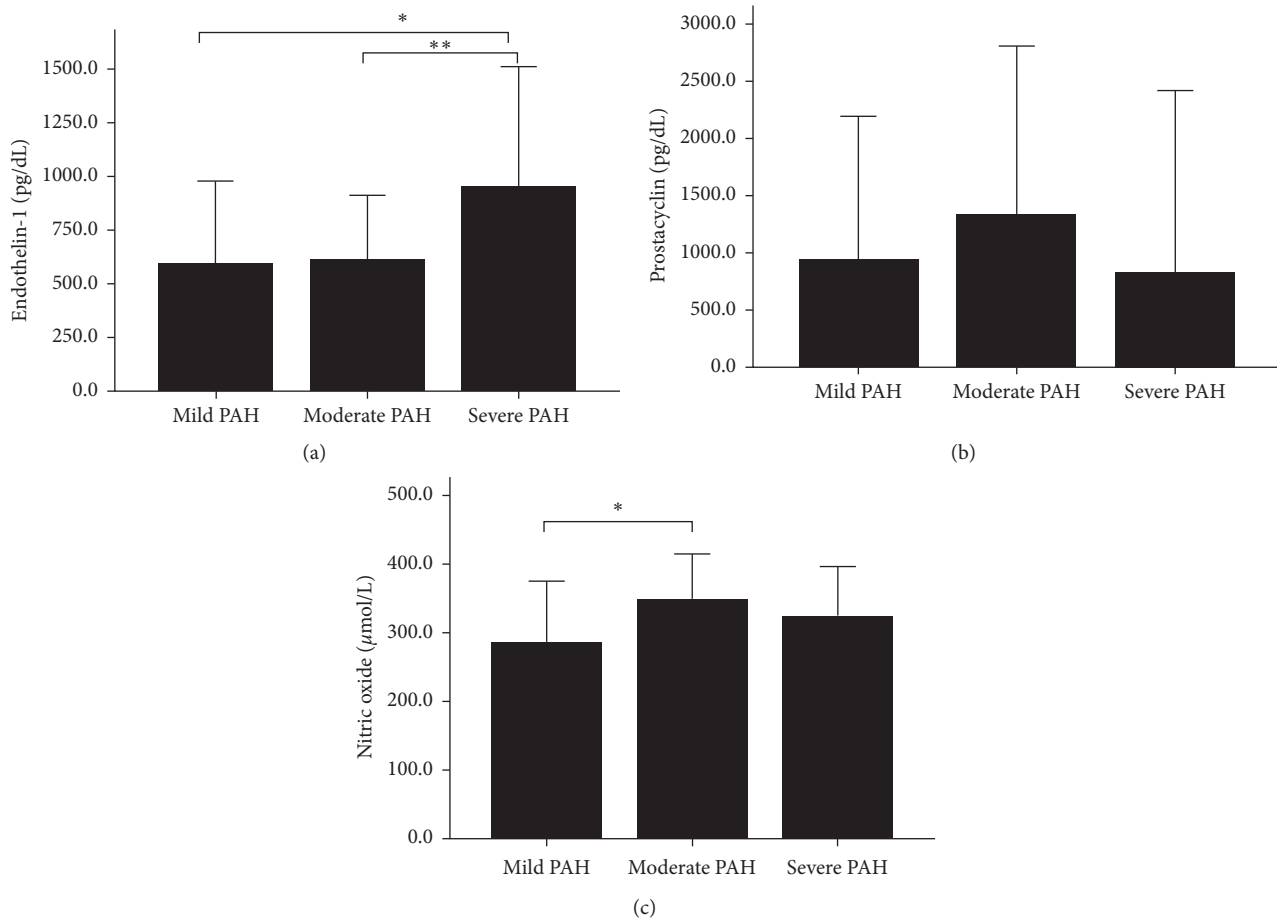 *
**
1500.0
1250.0
1000.0
750.0
500.0
250.0
0.0
Endothelin-1 (pg/dL)
Mild PAH Moderate PAH Severe PAH
(a)
3000.0
2500.0
2000.0
1500.0
1000.0
500.0
0.0
Prostacyclin (pg/dL)
Mild PAH Moderate PAH Severe PAH
(b)
*
500.0
400.0
300.0
200.0
100.0
0.0
Nitric oxide (μmol/L)
Mild PAH Moderate PAH Severe PAH
(c)